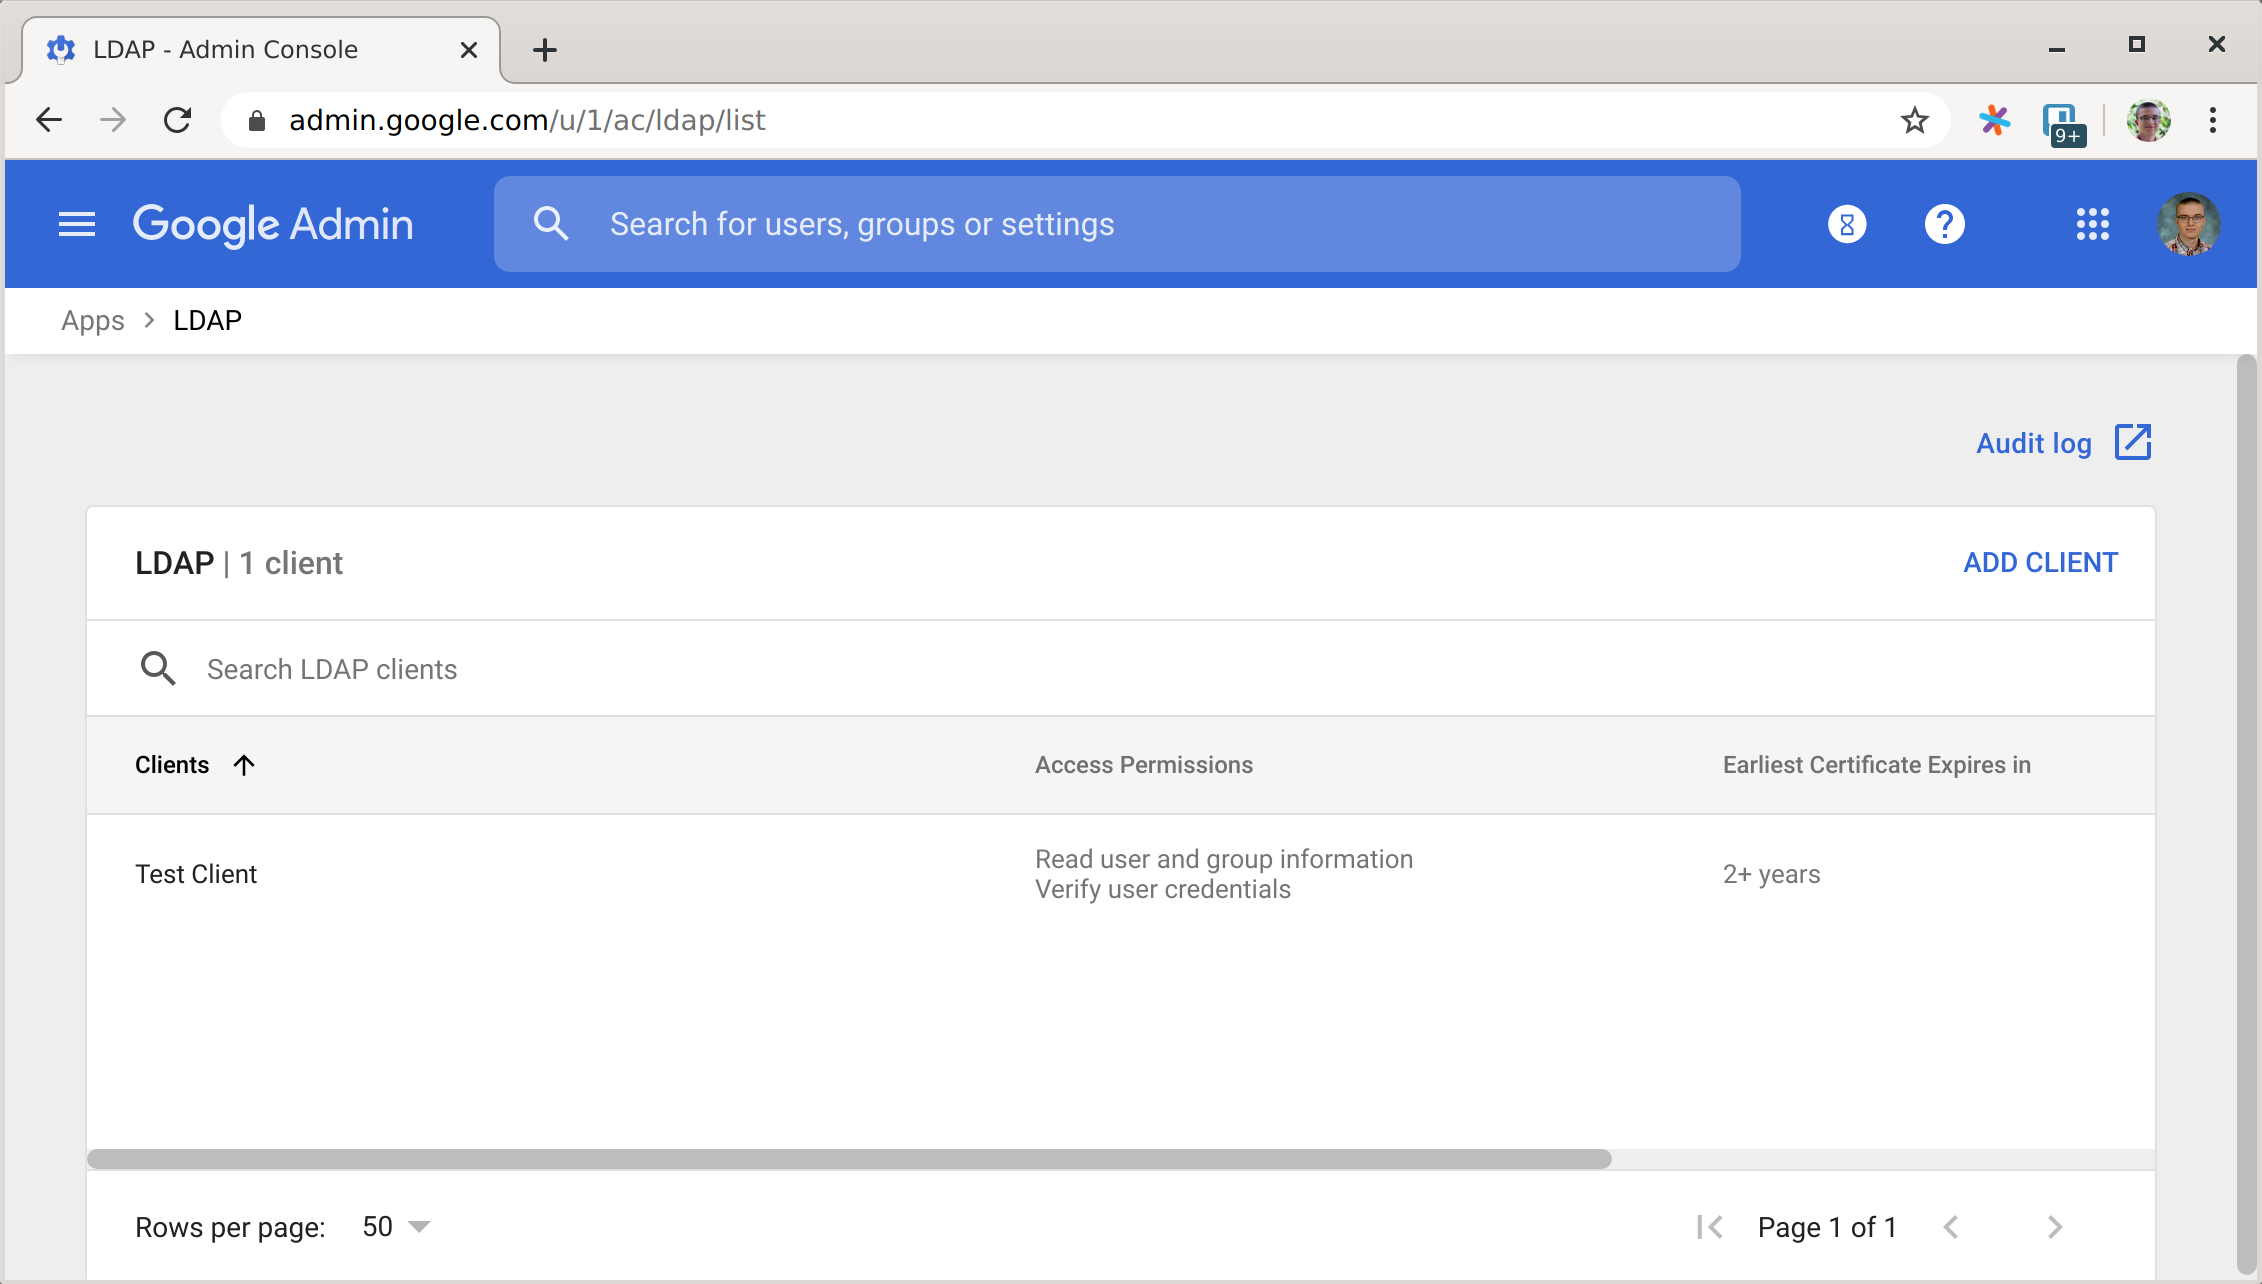 LDAP - Admin Console
admin.google.com/u/1/ac/ldap/list
9+
Google Admin
Search for users, groups or settings
Apps > LDAP
Audit log
LDAP | 1 client
ADD CLIENT
Search LDAP clients
Clients Access Permissions Earliest Certificate Expires in
Test Client
Read user and group information
Verify user credentials
2+ years
Rows per page: 50
Page 1 of 1